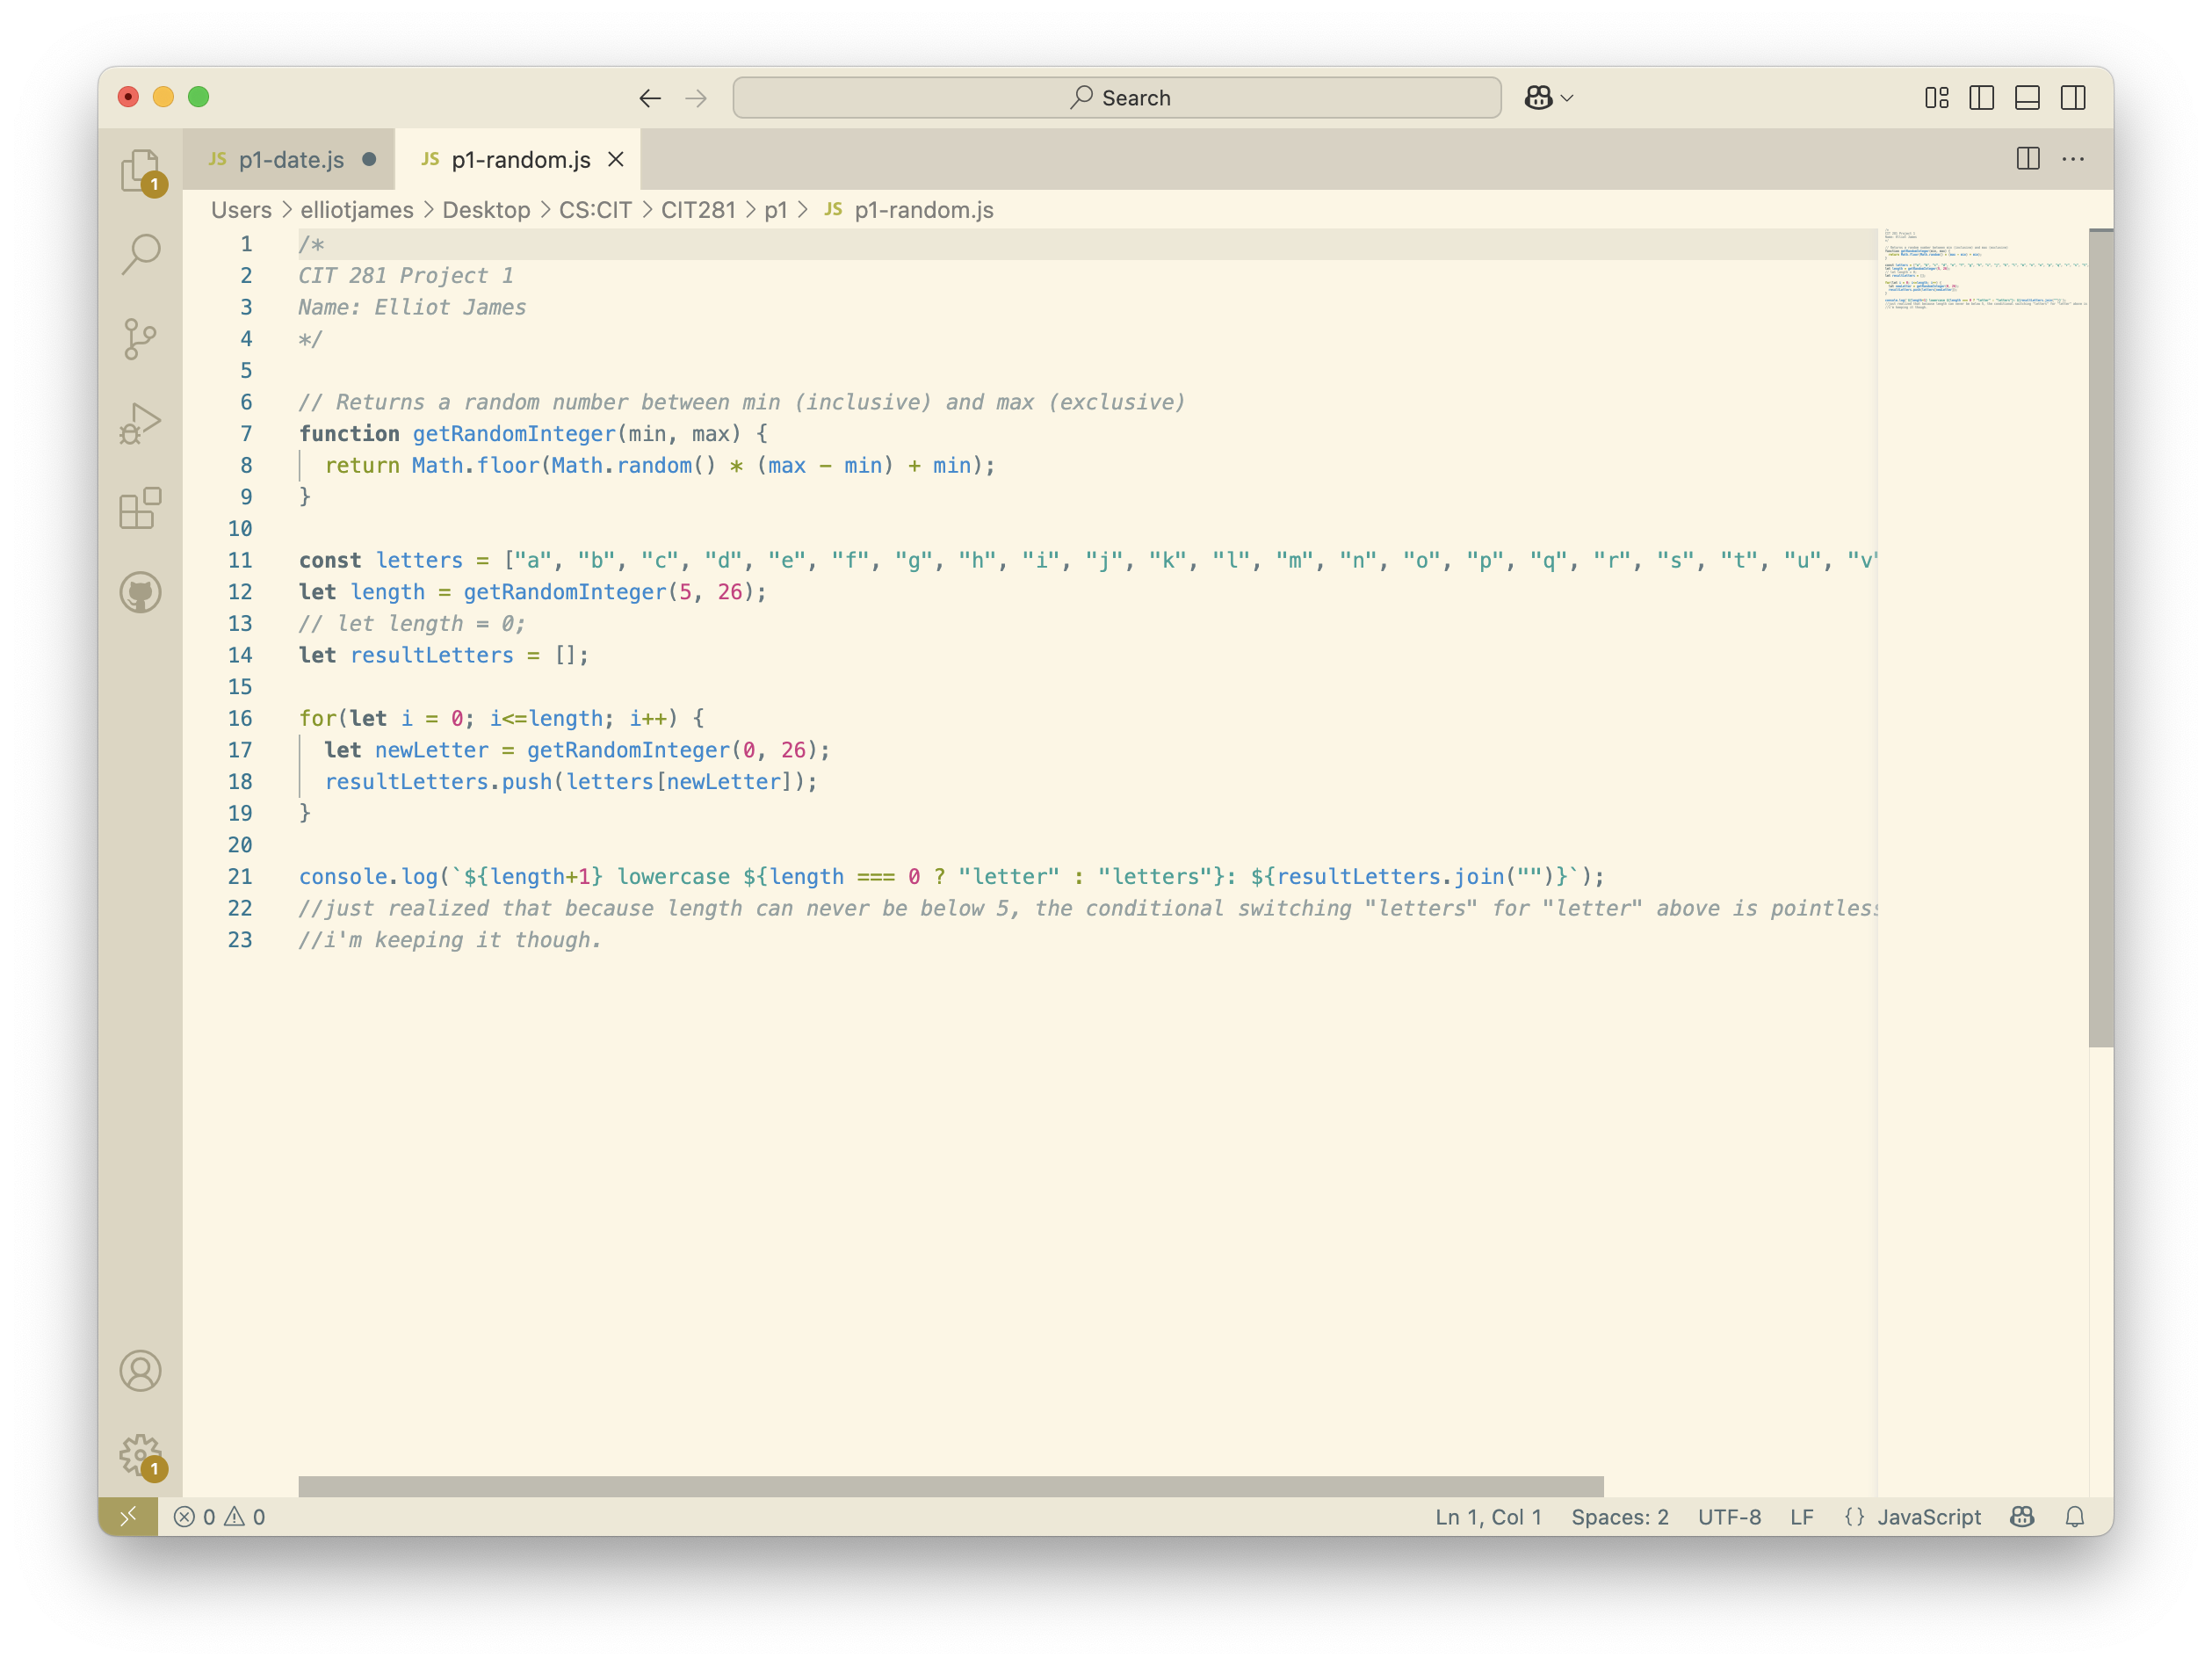 Search
JS p1-date.js
JS p1-random.js
Users > elliotjames > Desktop > CS:CIT > CIT281 > p1 > JS p1-random.js
1 /*
2 CIT 281 Project 1
3 Name: Elliot James
4 */
5
6 // Returns a random number between min (inclusive) and max (exclusive)
7 function getRandomInteger(min, max) {
8 return Math.floor(Math.random() * (max - min) + min);
9 }
10
11 const letters = ["a", "b", "c", "d", "e", "f", "g", "h", "i", "j", "k", "l", "m", "n", "o", "p", "q", "r", "s", "t", "u", "v"
12 let length = getRandomInteger(5, 26);
13 // let length = 0;
14 let resultLetters = [];
15
16 for(let i = 0; i<=length; i++) {
17 let newLetter = getRandomInteger(0, 26);
18 resultLetters.push(letters[newLetter]);
19 }
20
21 console.log(`${length+1} lowercase ${length === 0 ? "letter" : "letters"}: ${resultLetters.join("")}`);
22 //just realized that because length can never be below 5, the conditional switching "letters" for "letter" above is pointless
23 //i'm keeping it though.
1
1
0 0
Ln 1, Col 1 Spaces: 2 UTF-8 LF {} JavaScript